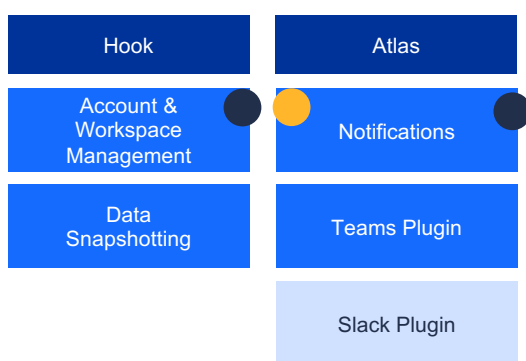 Hook
Atlas
Account &
Workspace
Management
Notifications
Data
Snapshotting
Teams Plugin
Slack Plugin